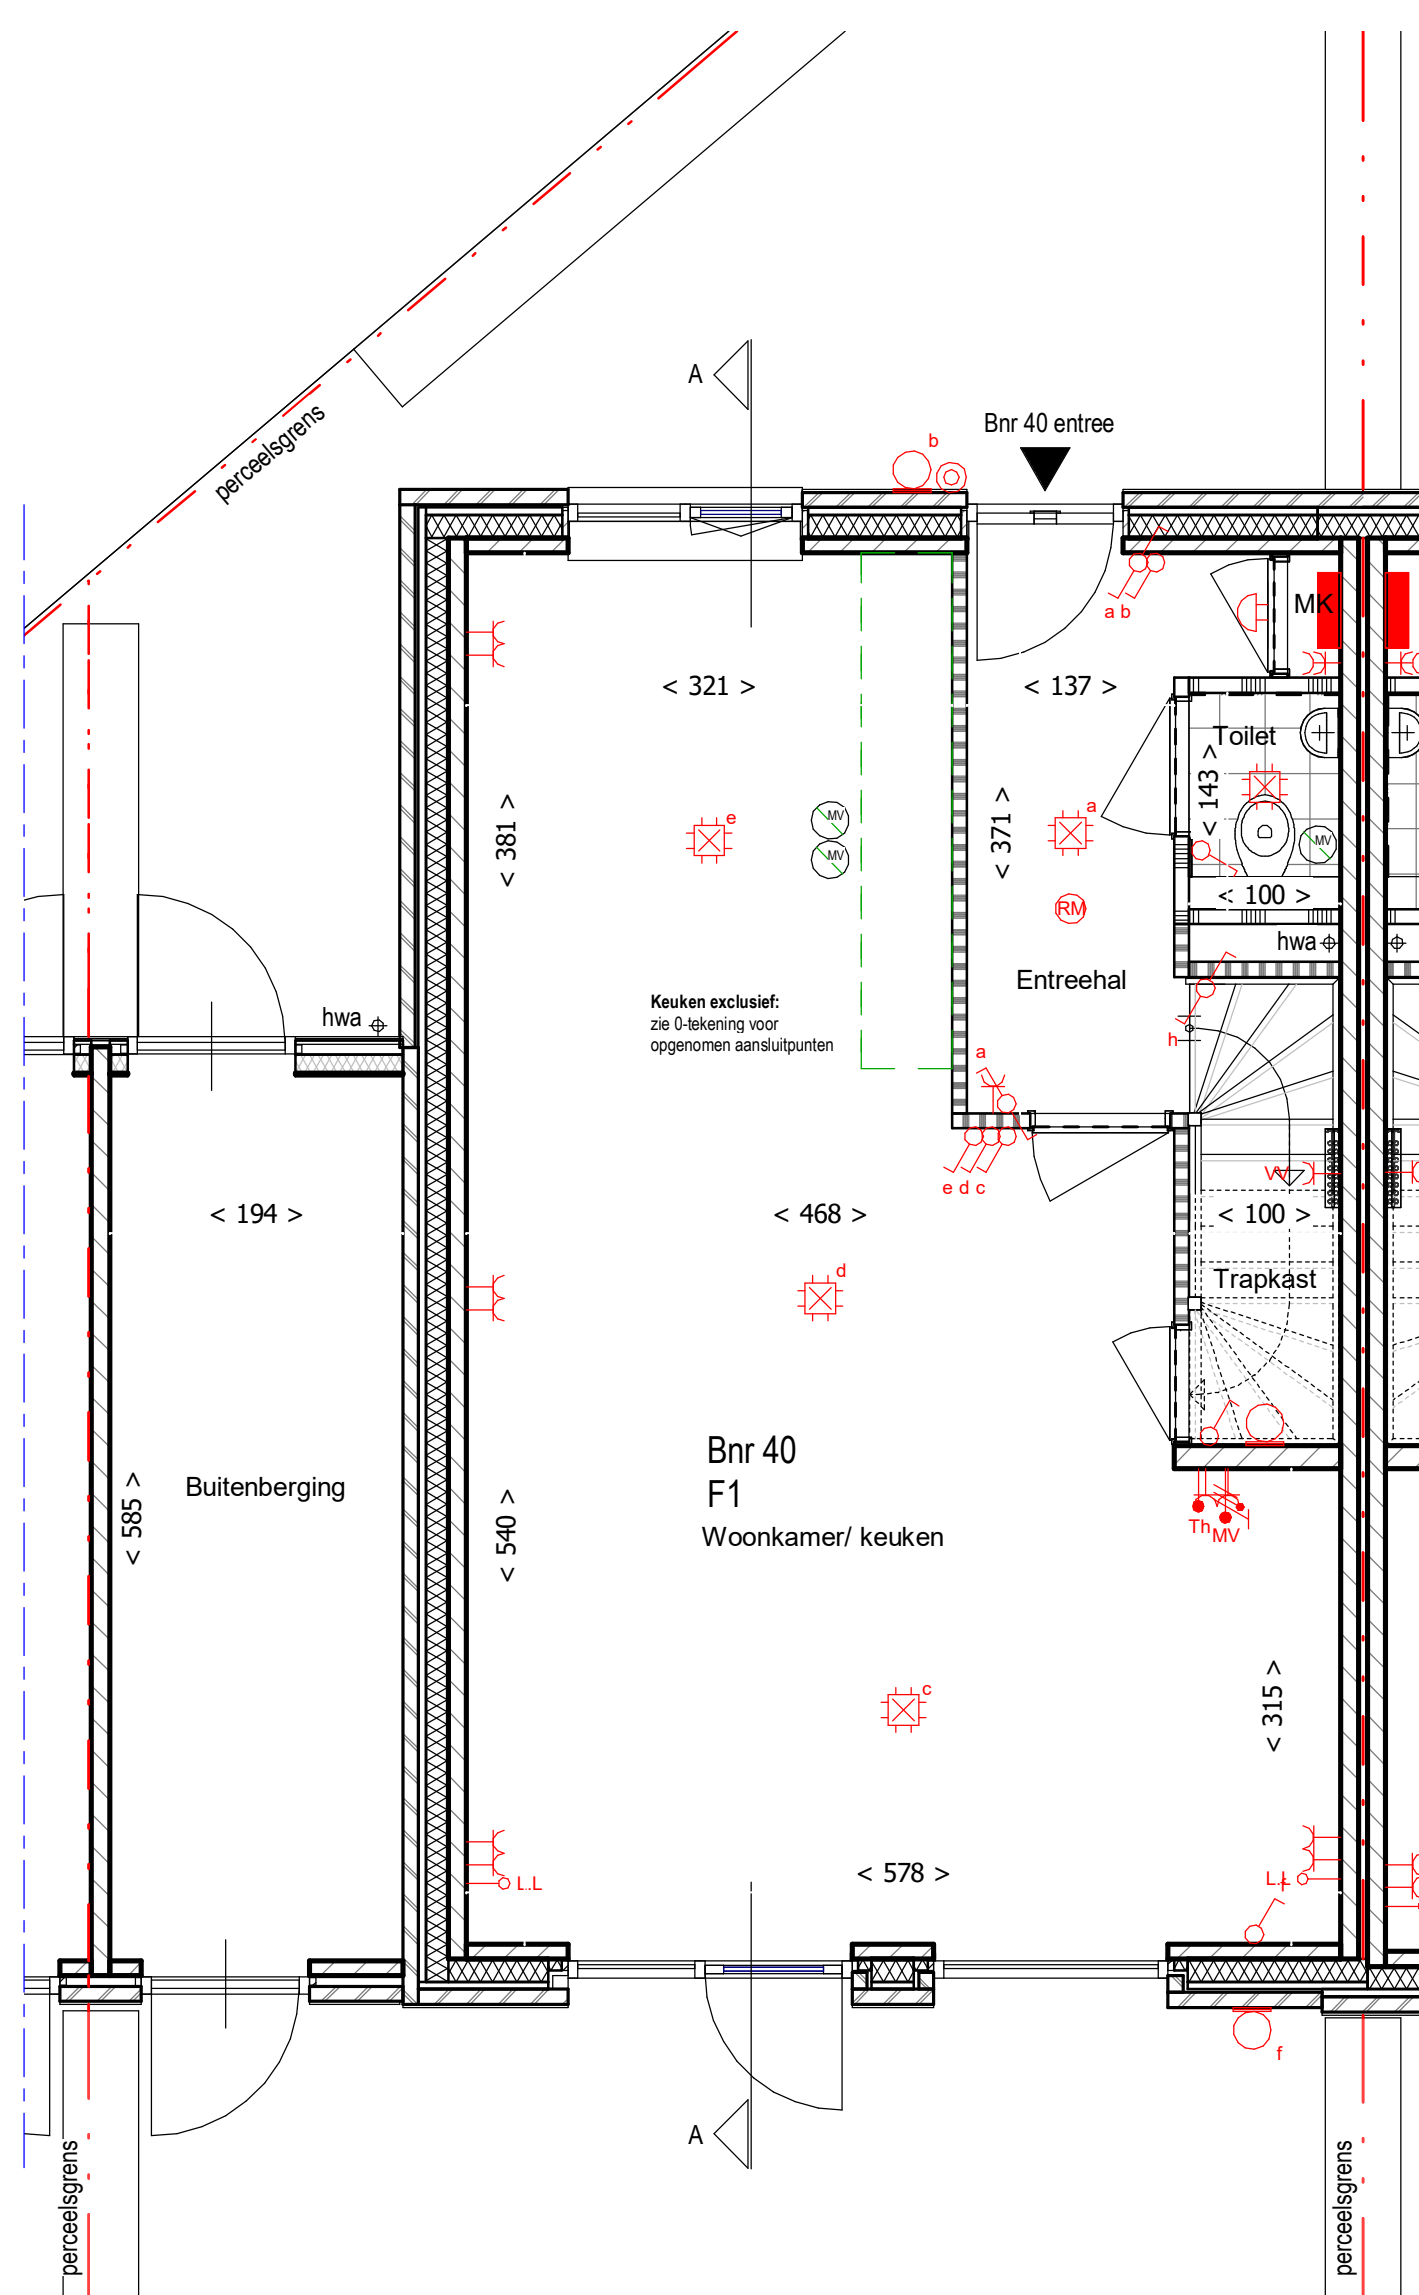 A
Bnr 40 entree
b
perceelsgrens
a b
MK
< 321 >
< 137 >
Toilet
< 143 >
< 381 >
e
MV
MV
< 371 >
a
MV
RM
< 100 >
hwa
Entreehal
Keuken exclusief:
zie 0-tekening voor
opgenomen aansluitpunten
hwa
h
a
e d c
VV
< 194 >
< 468 >
< 100 >
d
Trapkast
Bnr 40
F1
Woonkamer/ keuken
Buitenberging
< 585 >
< 540 >
Th
MV
c
< 315 >
< 578 >
L.L
L.L
f
A
perceelsgrens
perceelsgrens